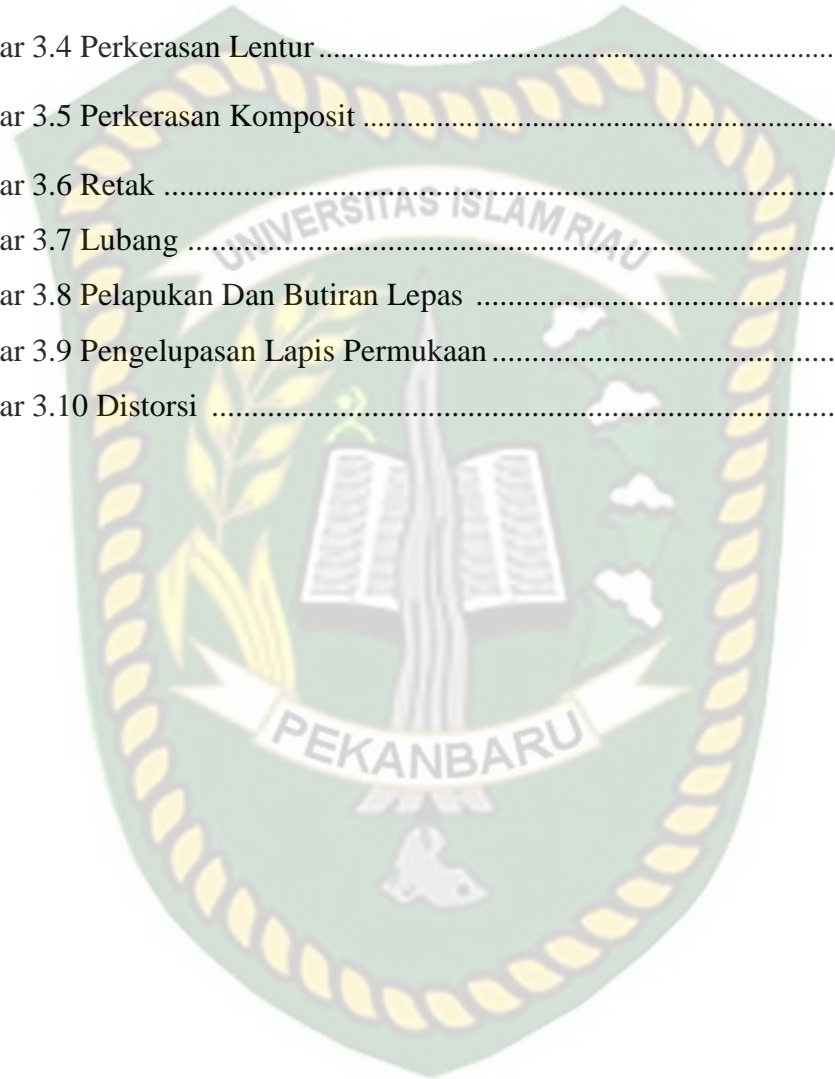 ar 3.4 Perkerasan Lentur................................................................................
ar 3.5 Perkerasan Komposit ...........................................................................
ar 3.6 Retak ......................................................................................................
UNIVERSITAS ISLAM RIAU
ar 3.7 Lubang ...................................................................................................
ar 3.8 Pelapukan Dan Butiran Lepas ..............................................................
ar 3.9 Pengelupasan Lapis Permukaan............................................................
ar 3.10 Distorsi ................................................................................................
PEKANBARU